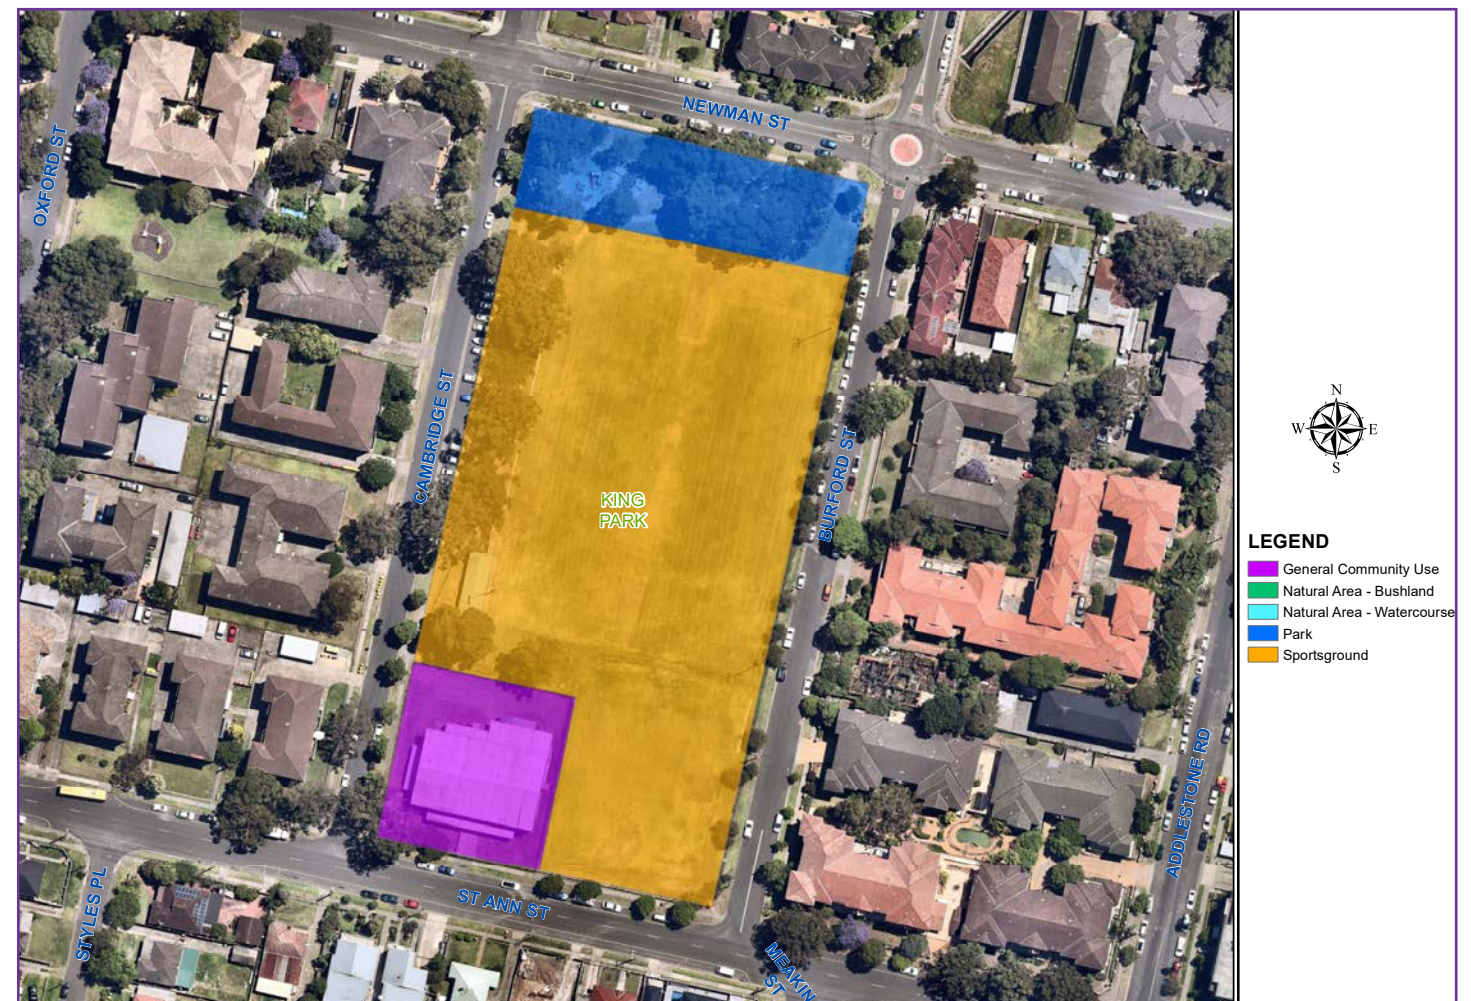 NEWMAN ST
OXFORD ST
CAMBRIDGE ST
BURFORD ST
KING
PARK
ADDLESTONE RD
STYLES PL
ST ANN ST
MEAKIN
ST
N
W
E
S
LEGEND
General Community Use
Natural Area - Bushland
Natural Area - Watercourse
Park
Sportsground